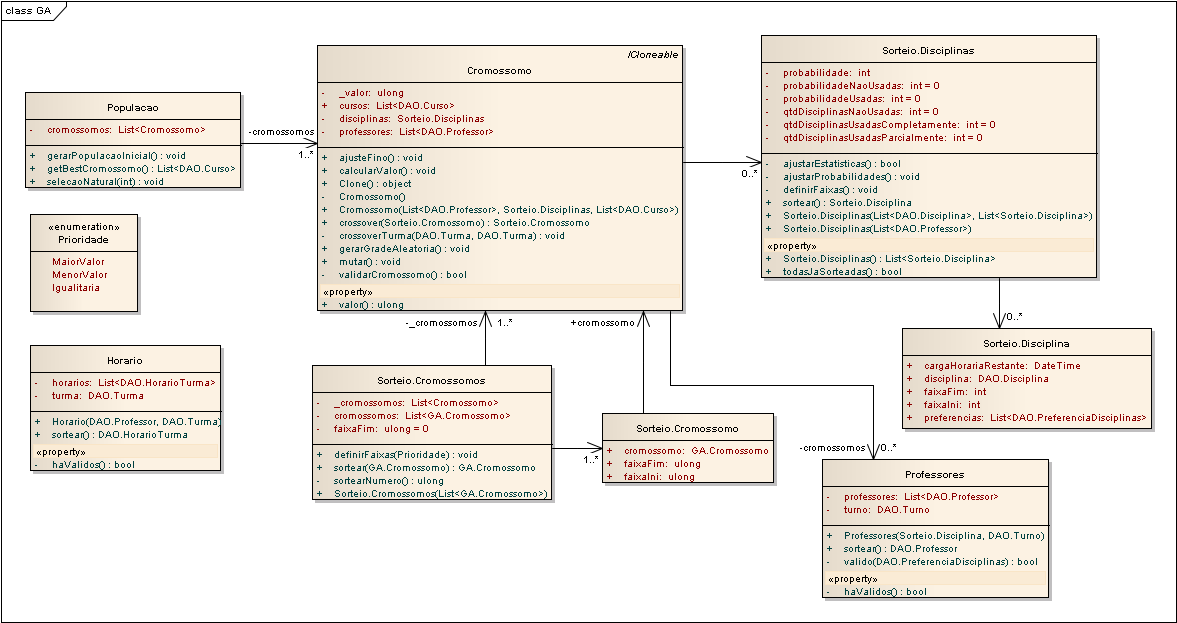 class GA
Populacao
- cromossomos: List<Cromossomo>
+ gerarPopulacaoInicial() : void
+ getBestCromossomo() : List<DAO.Curso>
+ selecaoNatural(int) : void
-cromossomos
1..*
«enumeration»
Prioridade
MaiorValor
MenorValor
Igualitaria
Horario
- horarios: List<DAO.HorarioTurma>
- turma: DAO.Turma
+ Horario(DAO.Professor, DAO.Turma)
+ sortear() : DAO.HorarioTurma
«property»
- haValidos() : bool
ICloneable
Cromossomo
- _valor: ulong
+ cursos: List<DAO.Curso>
- disciplinas: Sorteio.Disciplinas
- professores: List<DAO.Professor>
+ ajusteFino() : void
+ calcularValor() : void
+ Clone() : object
- Cromossomo()
+ Cromossomo(List<DAO.Professor>, Sorteio.Disciplinas, List<DAO.Curso>)
+ crossover(Sorteio.Cromossomo) : Sorteio.Cromossomo
- crossoverTurma(DAO.Turma, DAO.Turma) : void
+ gerarGradeAleatoria() : void
+ mutar() : void
- validarCromossomo() : bool
«property»
+ valor() : ulong
0..*
Sorteio.Disciplinas
- probabilidade: int
- probabilidadeNaoUsadas: int = 0
- probabilidadeUsadas: int = 0
- qtdDisciplinasNaoUsadas: int = 0
- qtdDisciplinasUsadasCompletamente: int = 0
- qtdDisciplinasUsadasParcialmente: int = 0
- ajustarEstatisticas() : bool
- ajustarProbabilidades() : void
- definirFaixas() : void
+ sortear() : Sorteio.Disciplina
+ Sorteio.Disciplinas(List<DAO.Disciplina>, List<Sorteio.Disciplina>)
+ Sorteio.Disciplinas(List<DAO.Professor>)
«property»
+ Sorteio.Disciplinas() : List<Sorteio.Disciplina>
+ todasJaSorteadas() : bool
0..*
Sorteio.Disciplina
+ cargaHorariaRestante: DateTime
+ disciplina: DAO.Disciplina
+ faixaFim: int
+ faixaIni: int
+ preferencias: List<DAO.PreferenciaDisciplinas>
-_cromossomos
1..*
+cromossomo
Sorteio.Cromossomos
- _cromossomos: List<Cromossomo>
- cromossomos: List<GA.Cromossomo>
- faixaFim: ulong = 0
+ definirFaixas(Prioridade) : void
+ sortear(GA.Cromossomo) : GA.Cromossomo
- sortearNumero() : ulong
+ Sorteio.Cromossomos(List<GA.Cromossomo>)
1..*
Sorteio.Cromossomo
+ cromossomo: GA.Cromossomo
+ faixaFim: ulong
+ faixaIni: ulong
-cromossomos
0..*
Professores
- professores: List<DAO.Professor>
- turno: DAO.Turno
+ Professores(Sorteio.Disciplina, DAO.Turno)
+ sortear() : DAO.Professor
- valido(DAO.PreferenciaDisciplinas) : bool
«property»
- haValidos() : bool